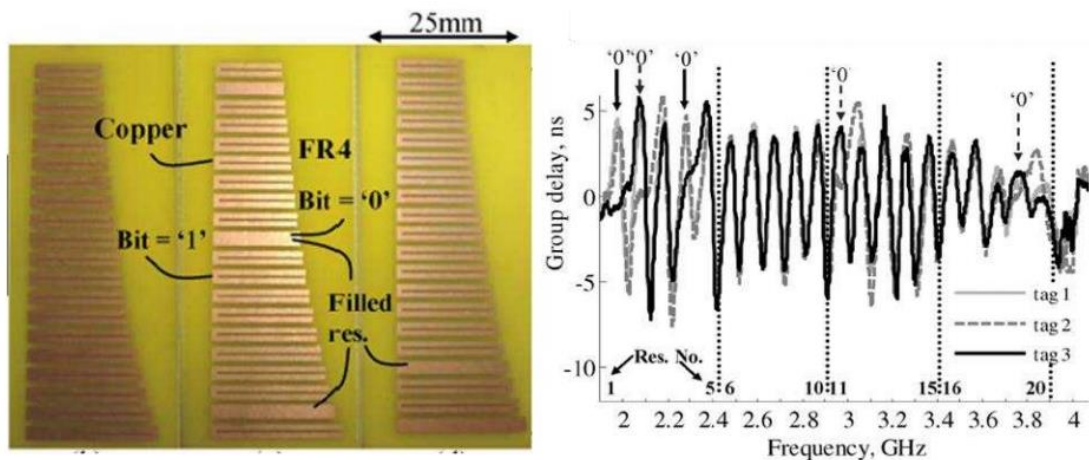 25mm
Copper
FR4
Bit = ‘0’
Bit = ‘1’
Filled
res.
‘0’ ‘0’ ‘0’
‘0’
‘0’
5
0
-5
-10
Group delay, ns
tag 1
tag 2
tag 3
Res. No.
1 5 6 10 11 15 16 20
2 2.2 2.4 2.6 2.8 3 3.2 3.4 3.6 3.8 4
Frequency, GHz